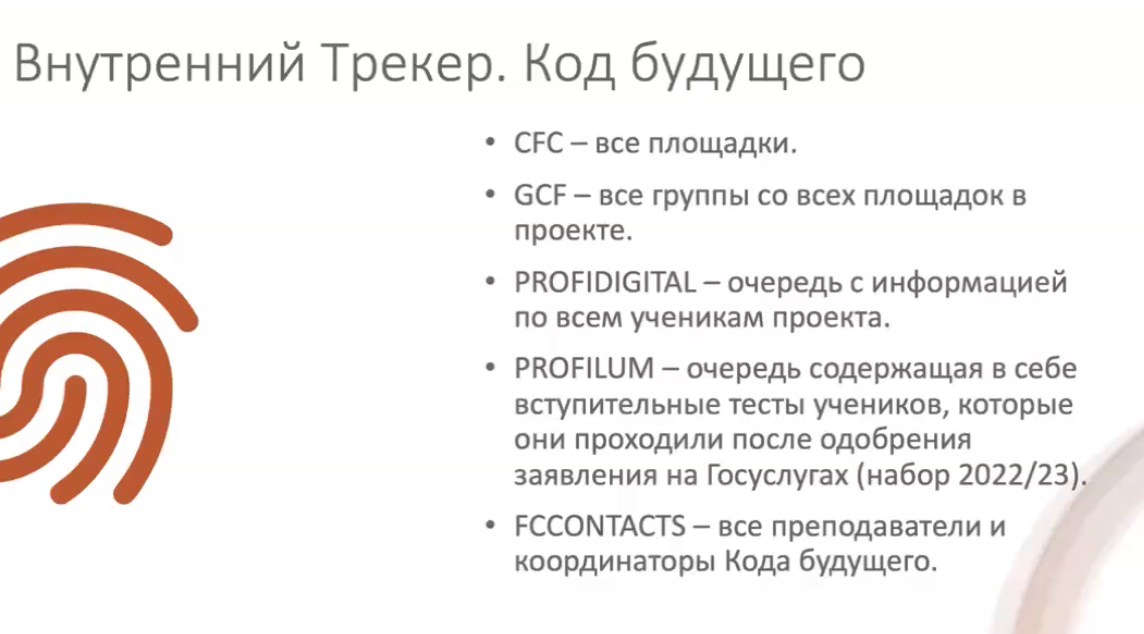 Внутренний Трекер. Код будущего
• CFC – все площадки.
• GCF – все группы со всех площадок в
проекте.
• PROFIDIGITAL – очередь с информацией
по всем ученикам проекта.
• PROFILUM – очередь содержащая в себе
вступительные тесты учеников, которые
они проходили после одобрения
заявления на Госуслугах (набор 2022/23).
• FCCONTACTS – все преподаватели и
координаторы Кода будущего.